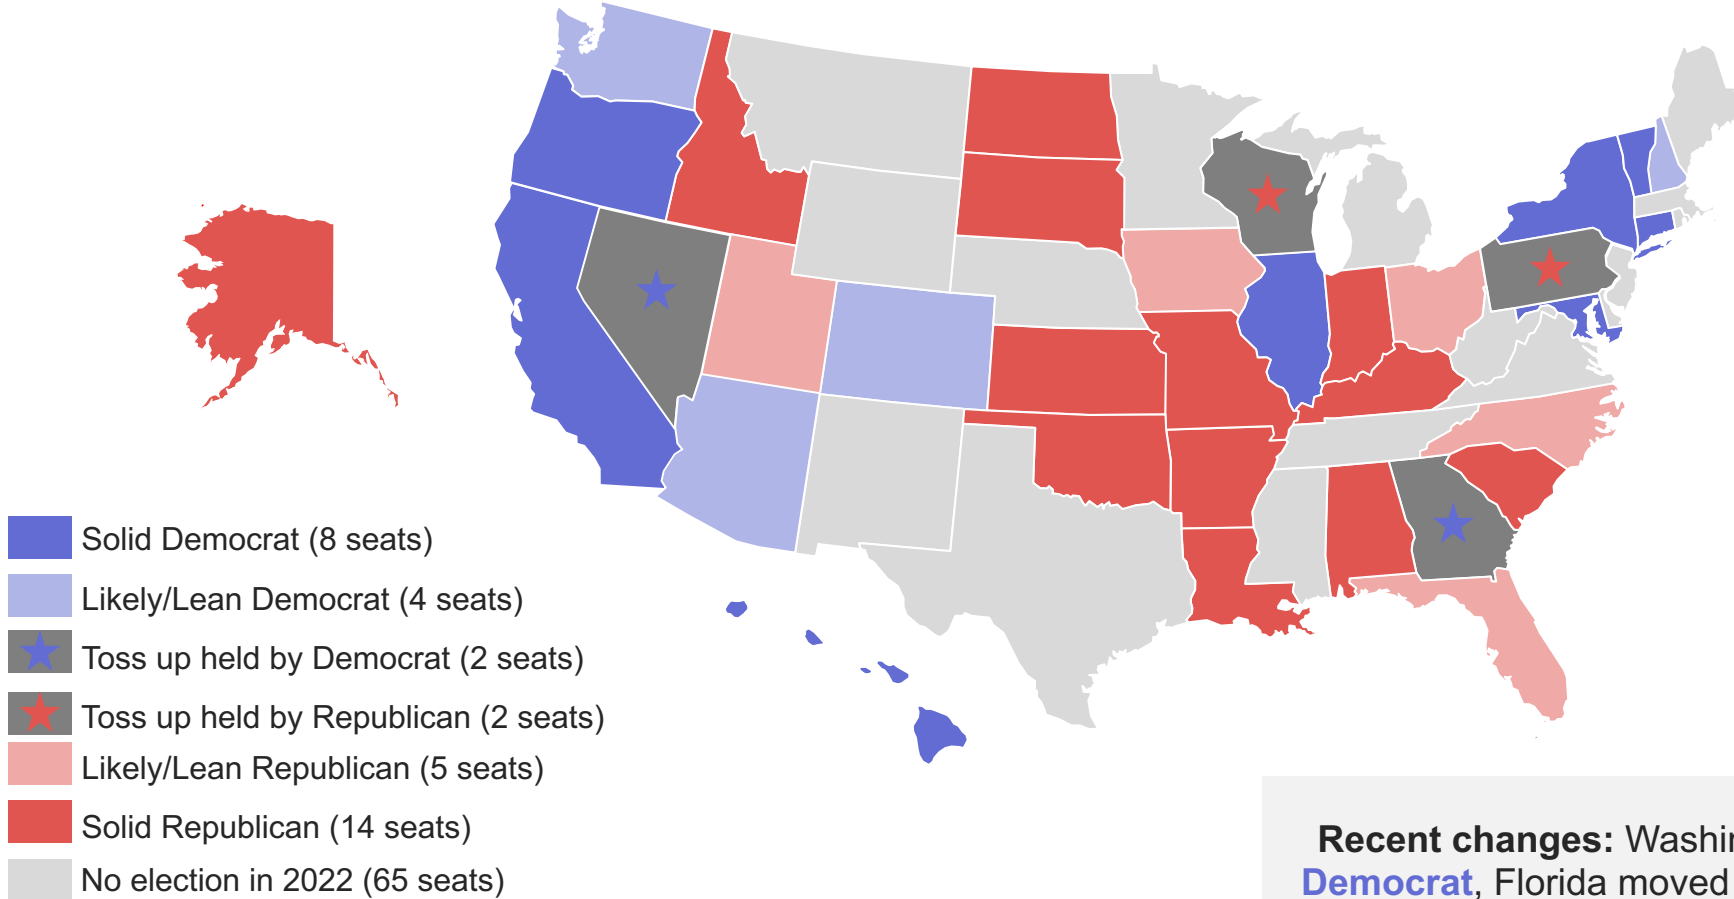 Solid Democrat (8 seats)
Likely/Lean Democrat (4 seats)
Toss up held by Democrat (2 seats)
Toss up held by Republican (2 seats)
Likely/Lean Republican (5 seats)
Solid Republican (14 seats)
No election in 2022 (65 seats)
Recent changes:
Democrat, Florida moved